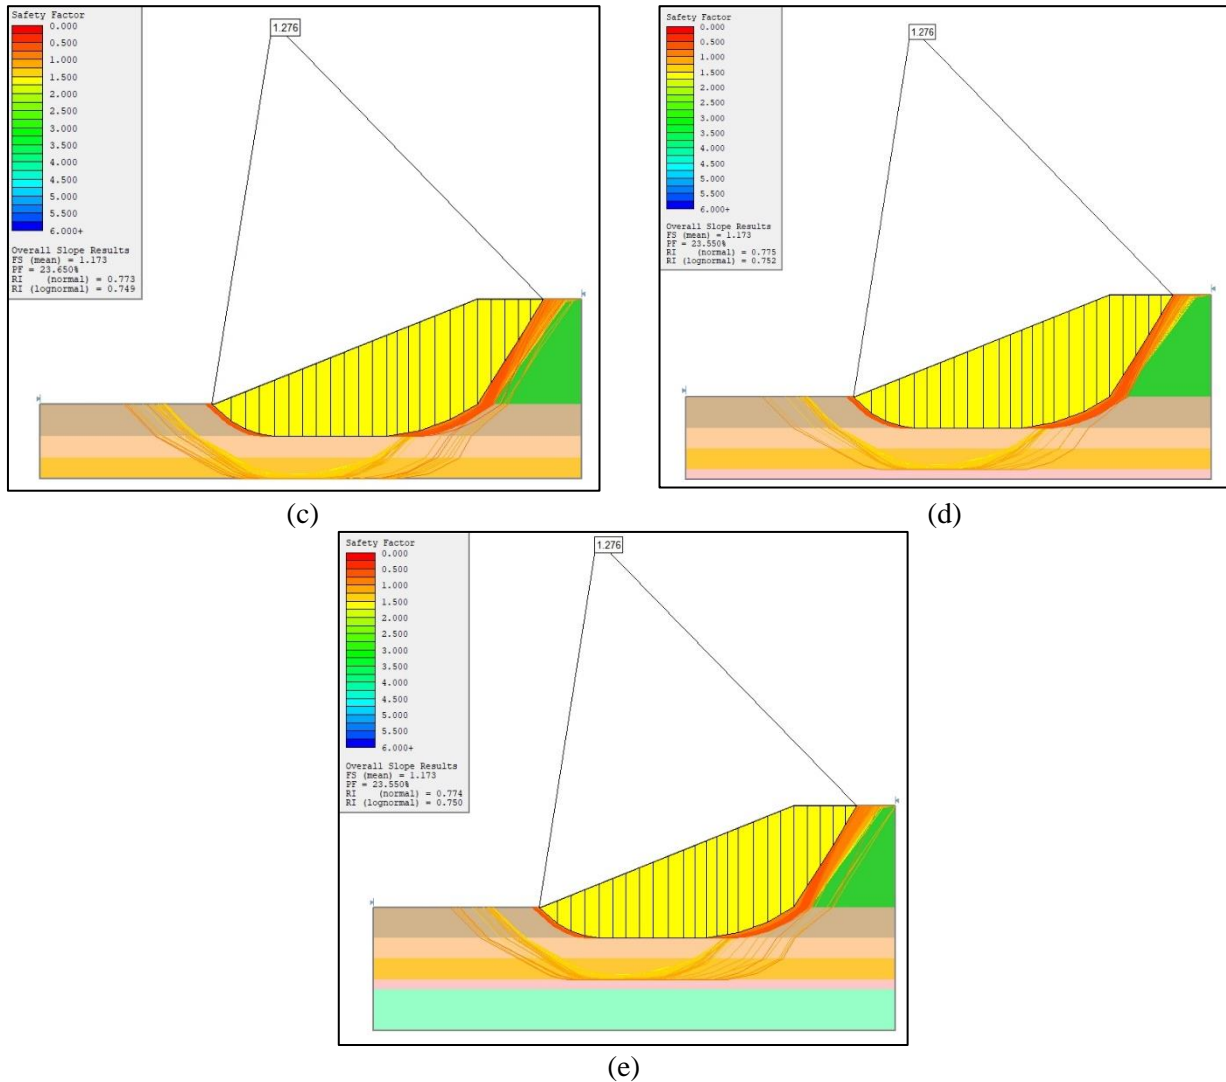 Safety Factor
0.000
0.500
1.000
1.500
2.000
2.500
3.000
3.500
4.000
4.500
5.000
5.500
6.000+
Overall Slope Results
FS (mean) = 1.173
PF = 23.650%
RI (normal) = 0.773
RI (lognormal) = 0.749
1.276
(c)
Safety Factor
0.000
0.500
1.000
1.500
2.000
2.500
3.000
3.500
4.000
4.500
5.000
5.500
6.000+
Overall Slope Results
FS (mean) = 1.173
PF = 23.550%
RI (normal) = 0.775
RI (lognormal) = 0.752
1.276
(d)
Safety Factor
0.000
0.500
1.000
1.500
2.000
2.500
3.000
3.500
4.000
4.500
5.000
5.500
6.000+
Overall Slope Results
FS (mean) = 1.173
PF = 23.550%
RI (normal) = 0.774
RI (lognormal) = 0.750
1.276
(e)